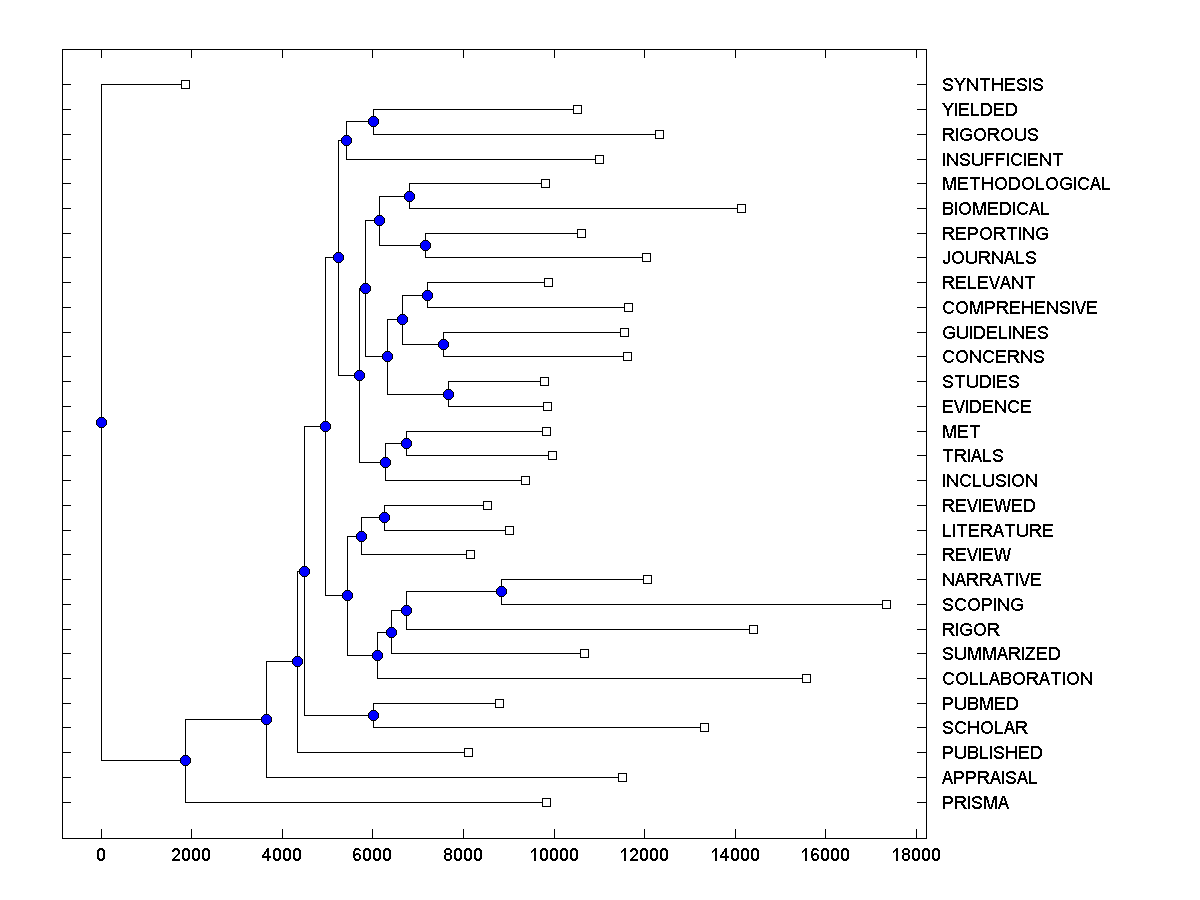 SYNTHESIS
YIELDED
RIGOROUS
INSUFFICIENT
METHODOLOGICAL
BIOMEDICAL
REPORTING
JOURNALS
RELEVANT
COMPREHENSIVE
GUIDELINES
CONCERNS
STUDIES
EVIDENCE
MET
TRIALS
INCLUSION
REVIEWED
LITERATURE
REVIEW
NARRATIVE
SCOPING
RIGOR
SUMMARIZED
COLLABORATION
PUBMED
SCHOLAR
PUBLISHED
APPRAISAL
PRISMA
0 2000 4000 6000 8000 10000 12000 14000 16000 18000